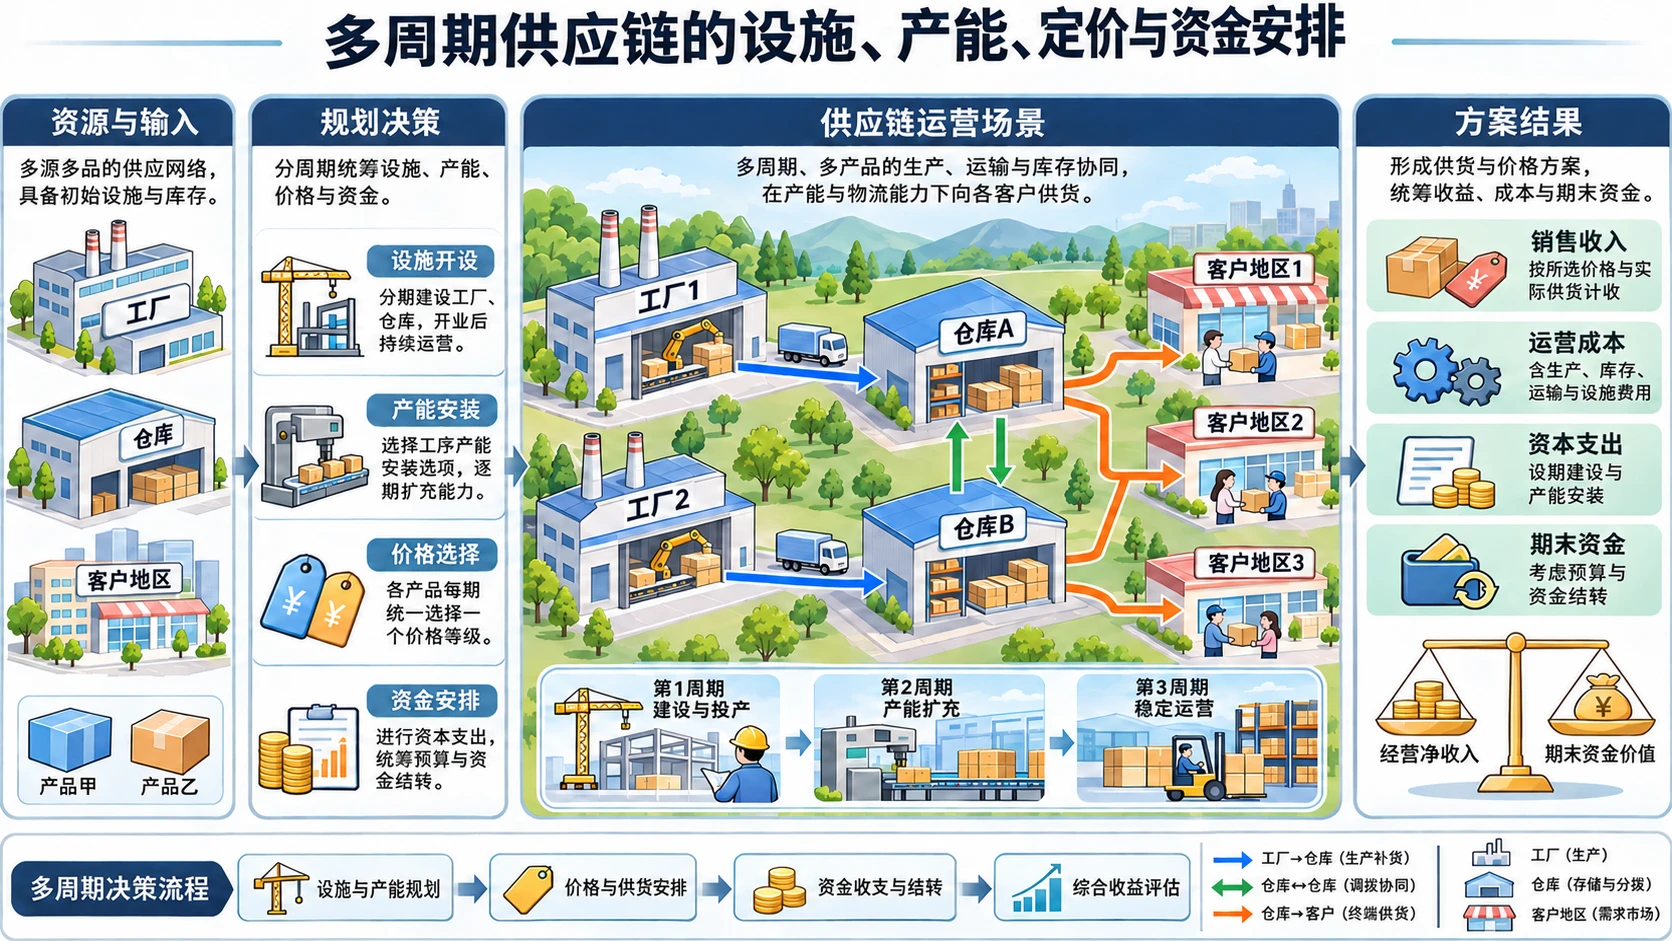 多周期供应链的设施、产能、定价与资金安排
资源与输入
多源多品的供应网络，
具备初始设施与库存。
工厂
仓库
客户地区
产品甲
产品乙
规划决策
分周期统筹设施、产能、
价格与资金。
设施开设
分期建设工厂、
仓库，开业后
持续运营。
产能安装
选择工序产能
安装选项，逐
期扩充能力。
价格选择
各产品每期
统一选择一
个价格等级。
资金安排
进行资本支出，
统筹预算与资
金结转。
供应链运营场景
多周期、多产品的生产、运输与库存协同，
在产能与物流能力下向各客户供货。
工厂1
仓库A
客户地区1
客户地区2
工厂2
仓库B
客户地区3
第1周期
建设与投产
第2周期
产能扩充
第3周期
稳定运营
方案结果
形成供货与价格方案，
统筹收益、成本与期末资金。
销售收入
按所选价格与实
际供货计收
运营成本
含生产、库存、
运输与设施费用
资本支出
设期建设与
产能安装
期末资金
考虑预算与
资金结转
经营净收入
期末资金价值
多周期决策流程
设施与产能规划
价格与供货安排
资金收支与结转
综合收益评估
工厂→仓库（生产补货）
仓库↔仓库（调拨协同）
仓库→客户（终端供货）
工厂（生产）
仓库（存储与分拨）
客户地区（需求市场）